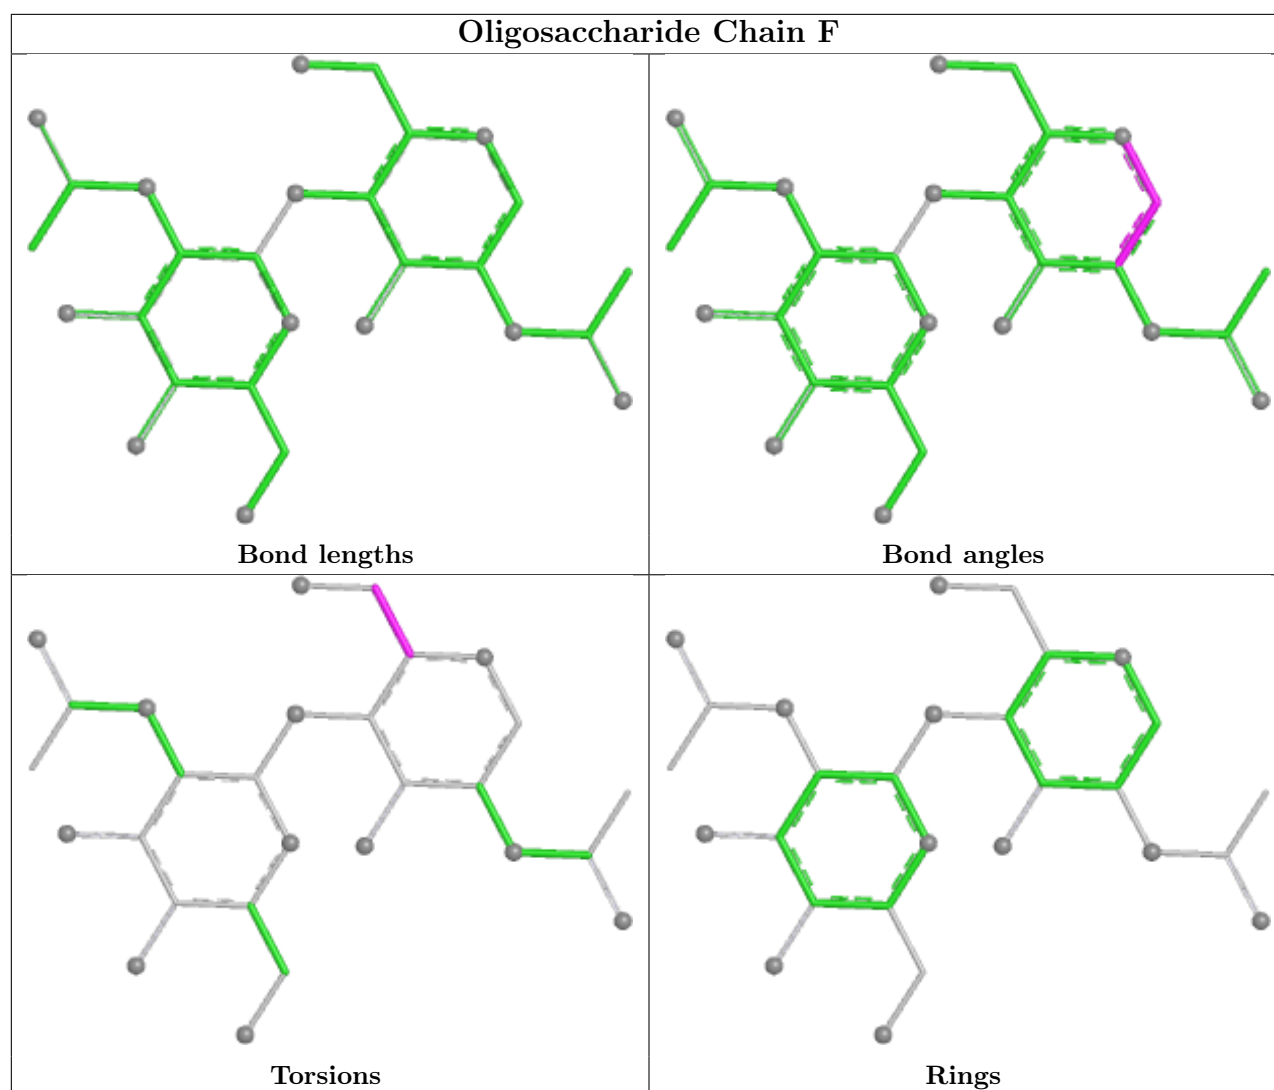 Oligosaccharide Chain F
Bond lengths
Bond angles
Torsions
Rings